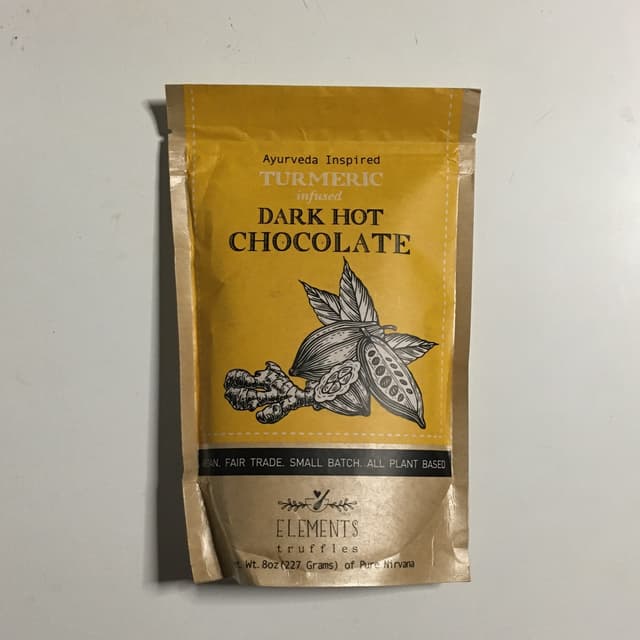 Ayurveda Inspired
TURMERIC
infused
DARK HOT
CHOCOLATE
FAIR TRADE. SMALL BATCH. ALL PLANT BASED
ELEMENTS
truffles
Wt. 8oz(227 Grams) of Pure Nirvana